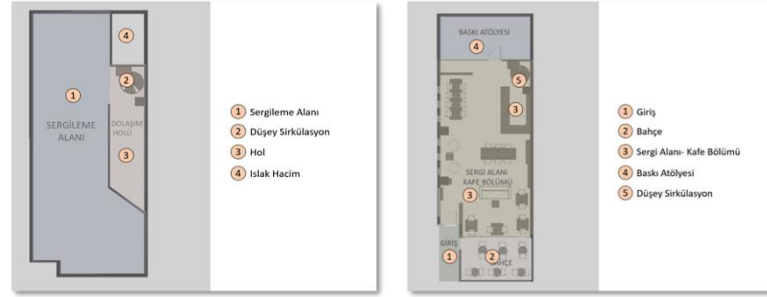 4
2
1
SERGİLEME
ALANI
DOLAŞIM
HOLÜ
3
1 Sergileme Alanı
2 Düşey Sirkülasyon
3 Hol
4 Islak Hacim
BASKI ATÖLYESİ
4
5
3
SERGİ ALANI
KAFE BÖLÜMÜ
3
GİRİŞ
1
2
BAHÇE
1 Giriş
2 Bahçe
3 Sergi Alanı- Kafe Bölümü
4 Baskı Atölyesi
5 Düşey Sirkülasyon